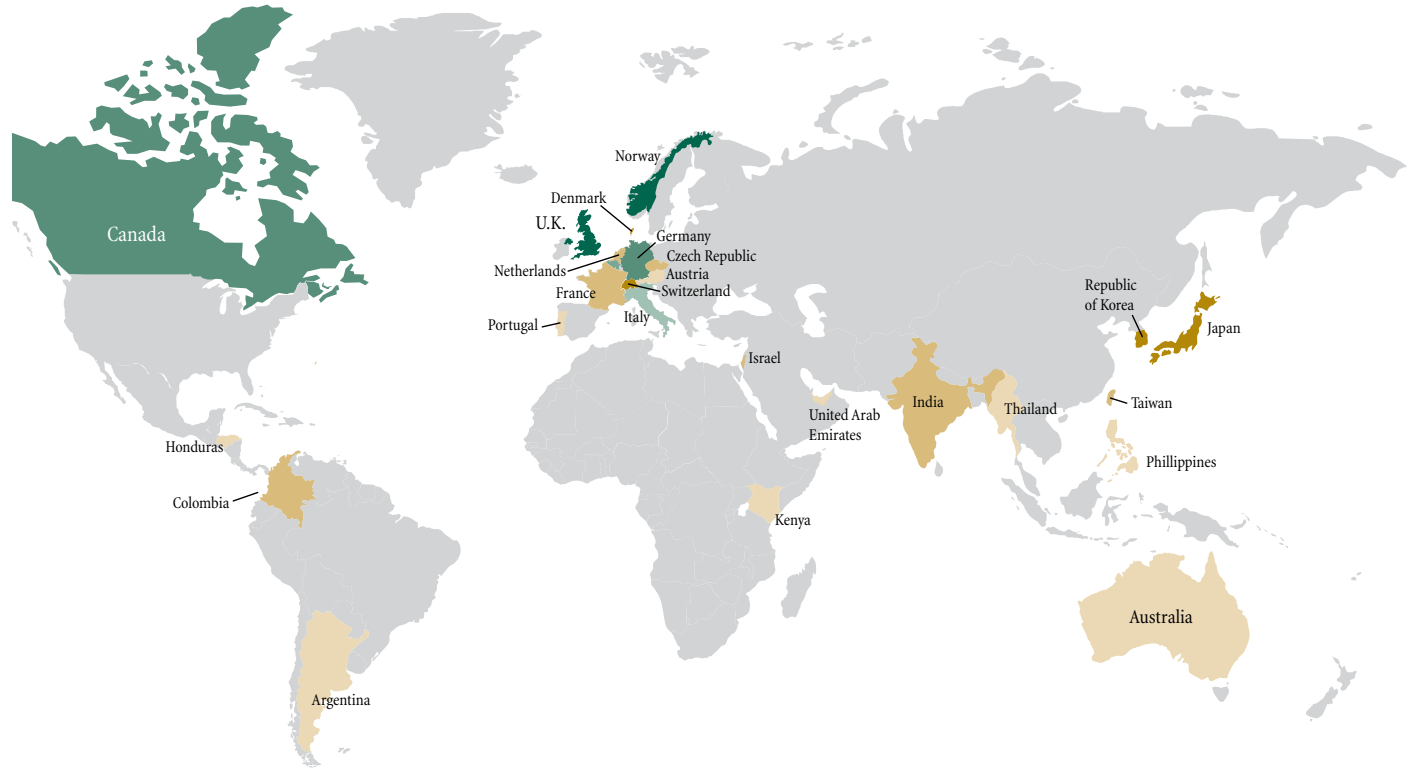 Norway
Denmark
U.K.
Canada
Germany
Czech Republic
Netherlands
Austria
Switzerland
France
Italy
Portugal
Republic
of Korea
Japan
Israel
India
Thailand
Taiwan
United Arab
Emirates
Honduras
Phillippines
Colombia
Kenya
Australia
Argentina